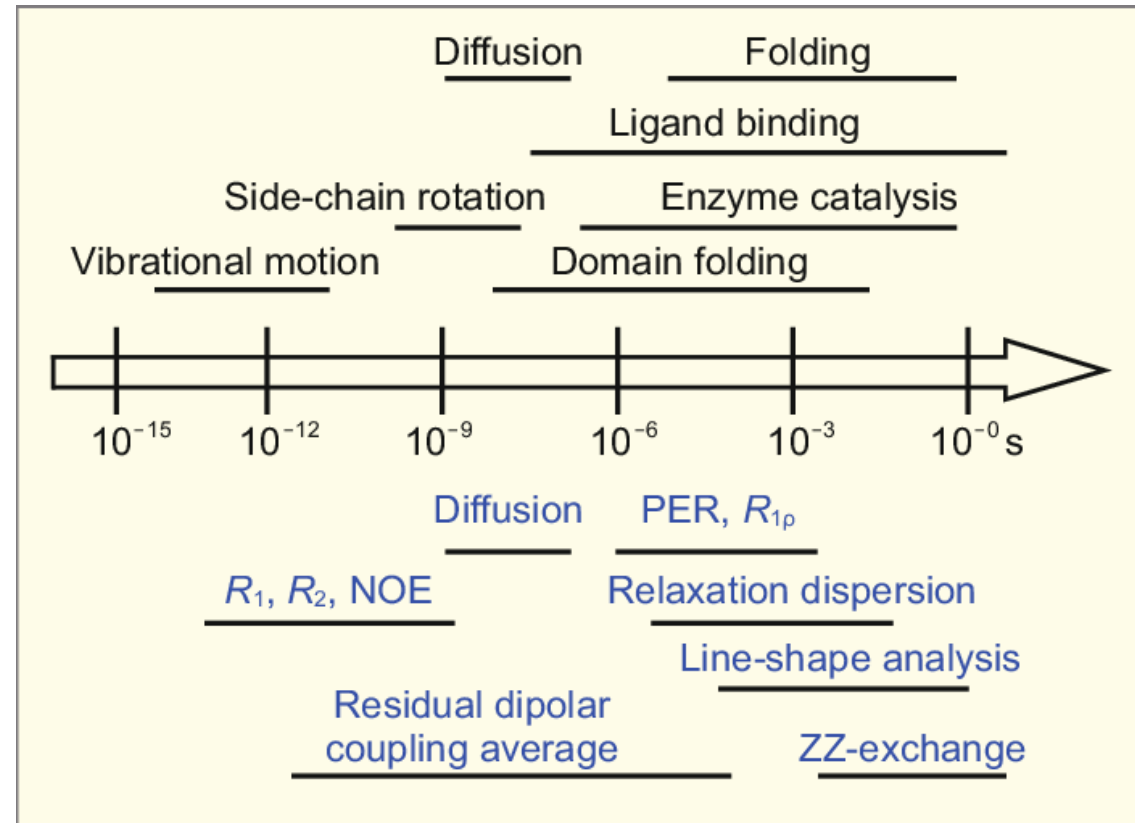 Diffusion Folding
Ligand binding
Side-chain rotation Enzyme catalysis
Vibrational motion Domain folding
10⁻¹⁵ 10⁻¹² 10⁻⁹ 10⁻⁶ 10⁻³ 10⁻⁰ s
Diffusion PER, R₁ᵨ
R₁, R₂, NOE Relaxation dispersion
Line-shape analysis
Residual dipolar
coupling average ZZ-exchange